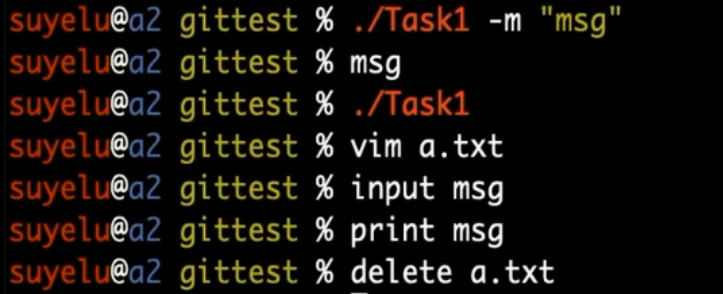 suyelu@a2 gittest % ./Task1 -m "msg"
suyelu@a2 gittest % msg
suyelu@a2 gittest % ./Task1
suyelu@a2 gittest % vim a.txt
suyelu@a2 gittest % input msg
suyelu@a2 gittest % print msg
suyelu@a2 gittest % delete a.txt